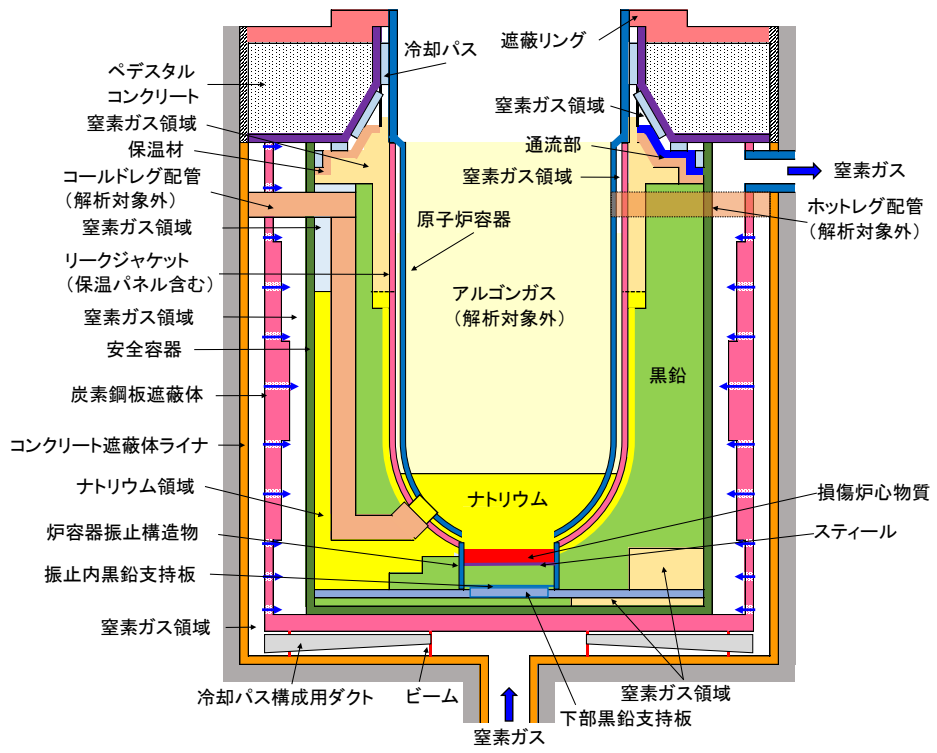 遮蔽リング
冷却パス
ペデスタル
コンクリート
窒素ガス領域
窒素ガス領域
保温材
通流部
コールドレグ配管
(解析対象外)
窒素ガス領域
窒素ガス
窒素ガス領域
原子炉容器
ホットレグ配管
(解析対象外)
リークジャケット
(保温パネル含む)
アルゴンガス
(解析対象外)
窒素ガス領域
安全容器
黒鉛
炭素鋼板遮蔽体
コンクリート遮蔽体ライナ
ナトリウム領域
ナトリウム
損傷炉心物質
炉容器振止構造物
スティール
振止内黒鉛支持板
窒素ガス領域
冷却パス構成用ダクト
ビーム
窒素ガス領域
下部黒鉛支持板
窒素ガス